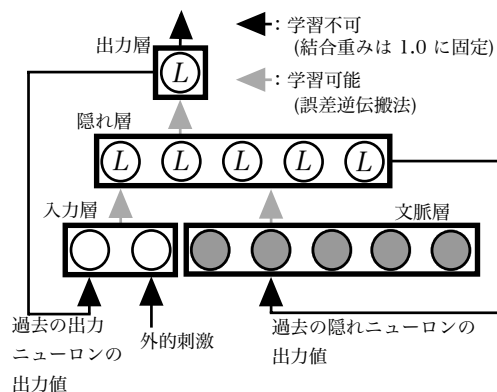 : 学習不可
(結合重みは 1.0 に固定)
出力層
L
: 学習可能
(誤差逆伝搬法)
隠れ層
L L L L L
入力層
文脈層
過去の出力
ニューロンの
出力値
外的刺激
過去の隠れニューロンの
出力値